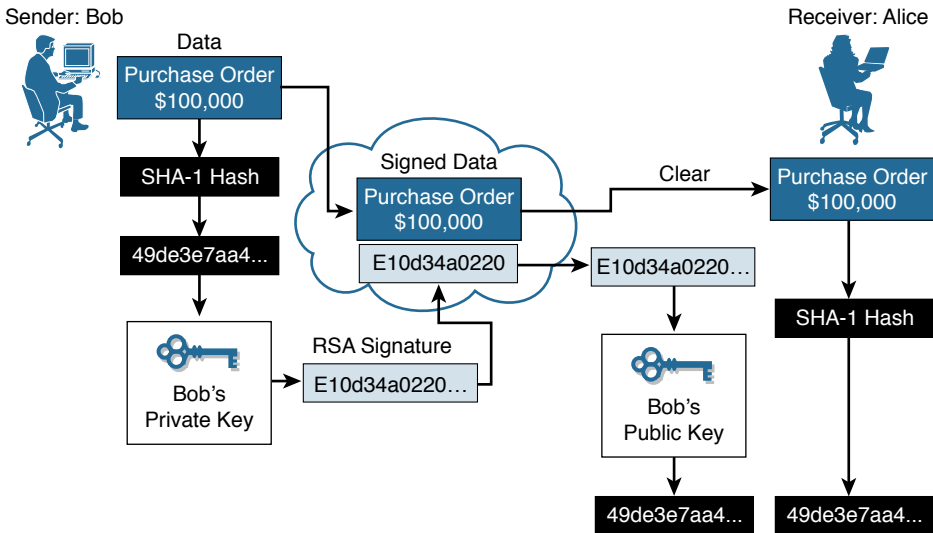 Sender: Bob
Receiver: Alice
Data
Purchase Order
$100,000
SHA-1 Hash
49de3e7aa4...
Bob's
Private Key
RSA Signature
E10d34a0220...
Signed Data
Purchase Order
$100,000
E10d34a0220
Clear
E10d34a0220...
Bob's
Public Key
49de3e7aa4...
Purchase Order
$100,000
SHA-1 Hash
49de3e7aa4...